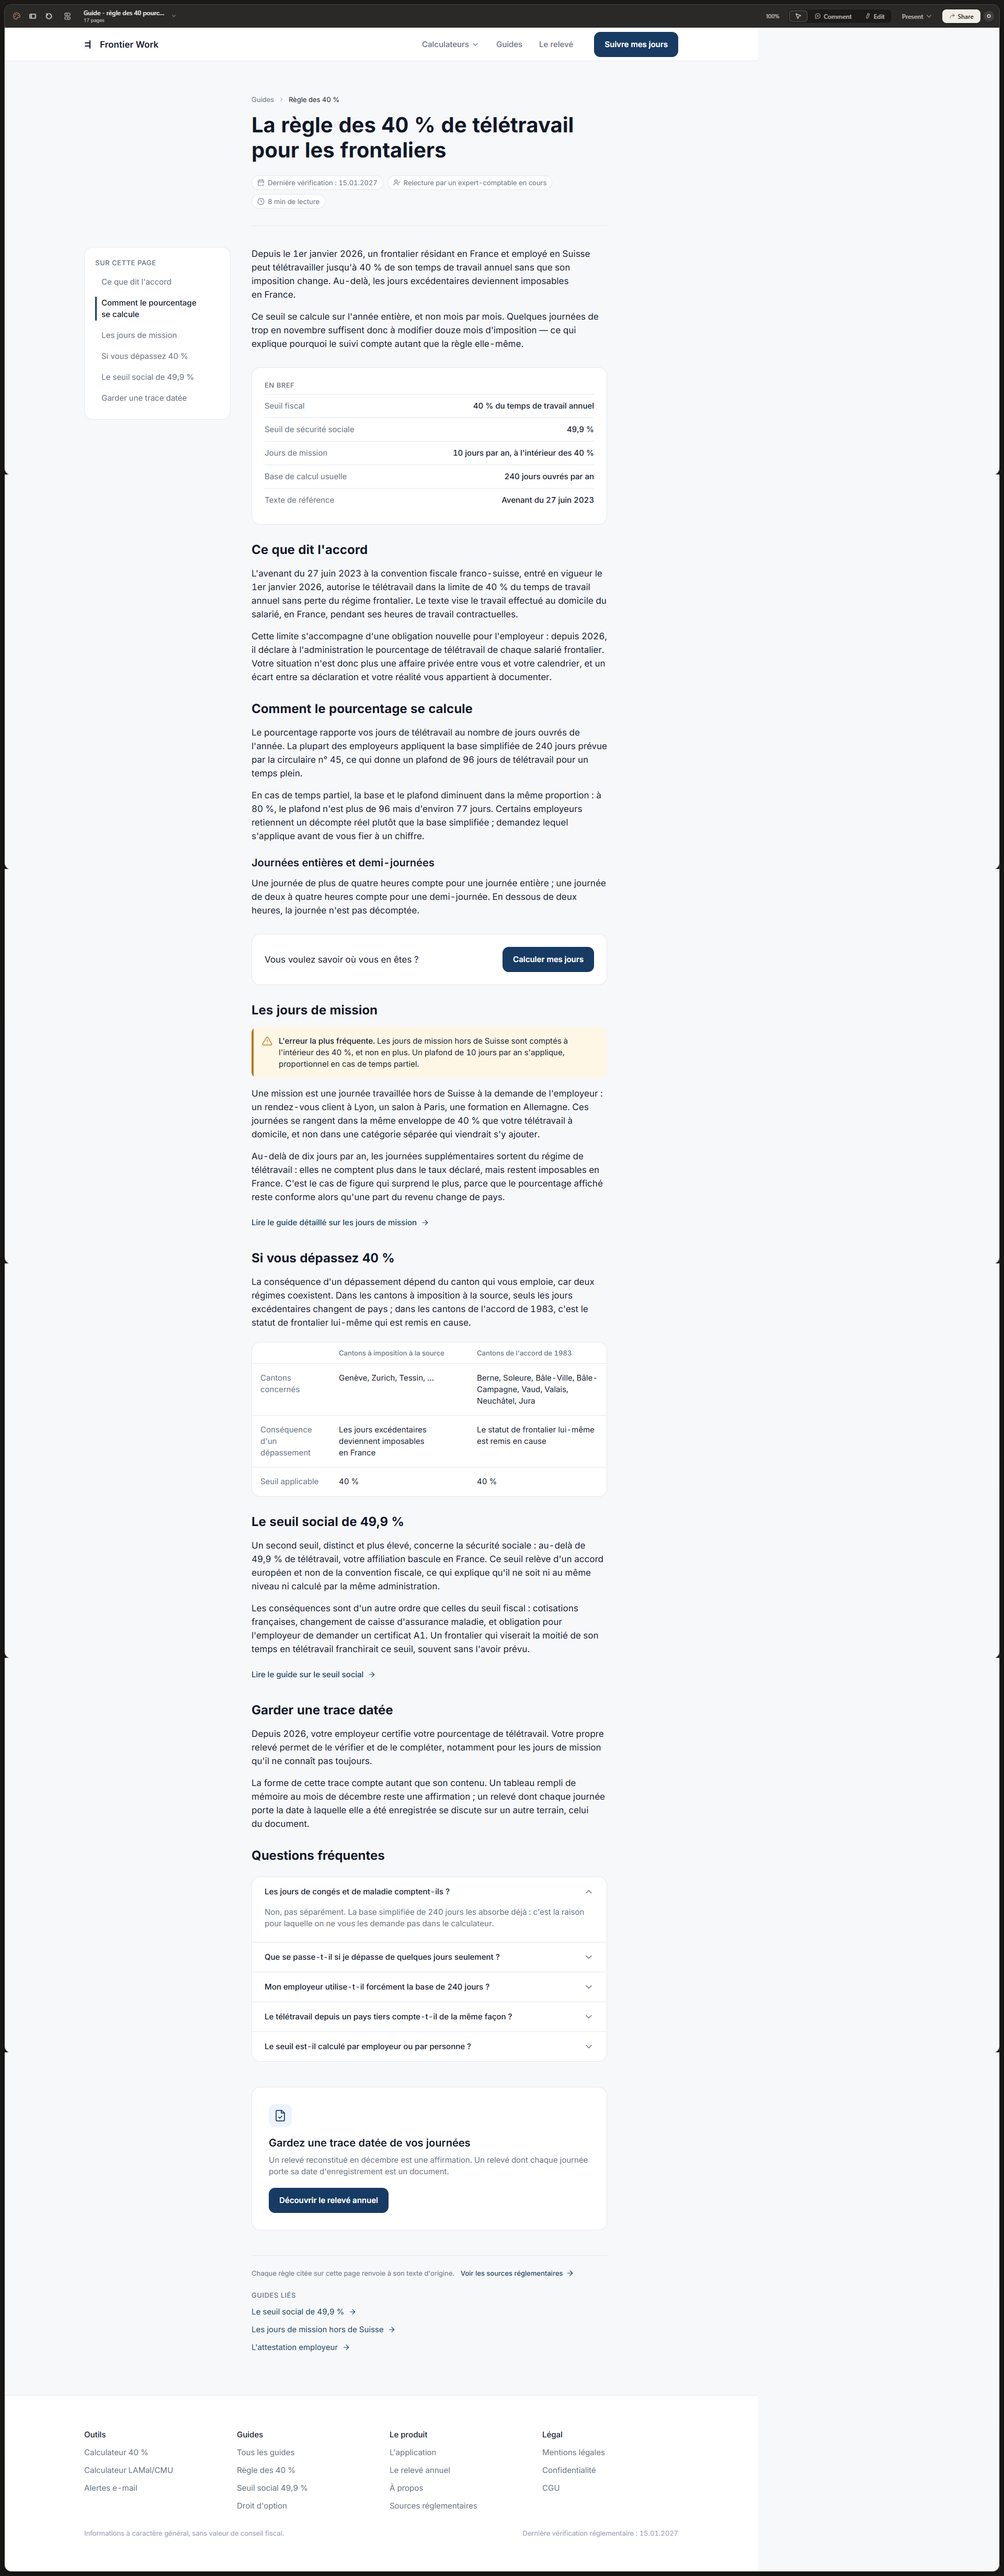 Guide - règle des 40 pourc...
17 pages
100%
Comment
Edit
Present
Share
Frontier Work
Calculateurs
Guides
Le relevé
Suivre mes jours
Guides
Règle des 40 %
La règle des 40 % de télétravail
pour les frontaliers
Dernière vérification : 15.01.2027
Relecture par un expert-comptable en cours
8 min de lecture
SUR CETTE PAGE
Ce que dit l'accord
Comment le pourcentage
se calcule
Les jours de mission
Si vous dépassez 40 %
Le seuil social de 49,9 %
Garder une trace datée
Depuis le 1er janvier 2026, un frontalier résidant en France et employé en Suisse
peut télétravailler jusqu'à 40 % de son temps de travail annuel sans que son
imposition change. Au-delà, les jours excédentaires deviennent imposables
en France.
Ce seuil se calcule sur l'année entière, et non mois par mois. Quelques journées de
trop en novembre suffisent donc à modifier douze mois d'imposition — ce qui
explique pourquoi le suivi compte autant que la règle elle-même.
EN BREF
Seuil fiscal
40 % du temps de travail annuel
Seuil de sécurité sociale
49,9 %
Jours de mission
10 jours par an, à l'intérieur des 40 %
Base de calcul usuelle
240 jours ouvrés par an
Texte de référence
Avenant du 27 juin 2023
Ce que dit l'accord
L'avenant du 27 juin 2023 à la convention fiscale franco-suisse, entré en vigueur le
1er janvier 2026, autorise le télétravail dans la limite de 40 % du temps de travail
annuel sans perte du régime frontalier. Le texte vise le travail effectué au domicile du
salarié, en France, pendant ses heures de travail contractuelles.
Cette limite s'accompagne d'une obligation nouvelle pour l'employeur : depuis 2026,
il déclare à l'administration le pourcentage de télétravail de chaque salarié frontalier.
Votre situation n'est donc plus une affaire privée entre vous et votre calendrier, et un
écart entre sa déclaration et votre réalité vous appartient à documenter.
Comment le pourcentage se calcule
Le pourcentage rapporte vos jours de télétravail au nombre de jours ouvrés de
l'année. La plupart des employeurs appliquent la base simplifiée de 240 jours prévue
par la circulaire n° 45, ce qui donne un plafond de 96 jours de télétravail pour un
temps plein.
En cas de temps partiel, la base et le plafond diminuent dans la même proportion : à
80 %, le plafond n'est plus de 96 mais d'environ 77 jours. Certains employeurs
retiennent un décompte réel plutôt que la base simplifiée ; demandez lequel
s'applique avant de vous fier à un chiffre.
Journées entières et demi-journées
Une journée de plus de quatre heures compte pour une journée entière ; une journée
de deux à quatre heures compte pour une demi-journée. En dessous de deux
heures, la journée n'est pas décomptée.
Vous voulez savoir où vous en êtes ?
Calculer mes jours
Les jours de mission
L'erreur la plus fréquente. Les jours de mission hors de Suisse sont comptés à
l'intérieur des 40 %, et non en plus. Un plafond de 10 jours par an s'applique,
proportionnel en cas de temps partiel.
Une mission est une journée travaillée hors de Suisse à la demande de l'employeur :
un rendez-vous client à Lyon, un salon à Paris, une formation en Allemagne. Ces
journées se rangent dans la même enveloppe de 40 % que votre télétravail à
domicile, et non dans une catégorie séparée qui viendrait s'y ajouter.
Au-delà de dix jours par an, les journées supplémentaires sortent du régime de
télétravail : elles ne comptent plus dans le taux déclaré, mais restent imposables en
France. C'est le cas de figure qui surprend le plus, parce que le pourcentage affiché
reste conforme alors qu'une part du revenu change de pays.
Lire le guide détaillé sur les jours de mission
Si vous dépassez 40 %
La conséquence d'un dépassement dépend du canton qui vous emploie, car deux
régimes coexistent. Dans les cantons à imposition à la source, seuls les jours
excédentaires changent de pays ; dans les cantons de l'accord de 1983, c'est le
statut de frontalier lui-même qui est remis en cause.
Cantons à imposition à la source
Cantons de l'accord de 1983
Cantons
concernés
Genève, Zurich, Tessin, ...
Berne, Soleure, Bâle-Ville, Bâle-
Campagne, Vaud, Valais,
Neuchâtel, Jura
Conséquence
d'un
dépassement
Les jours excédentaires
deviennent imposables
en France
Le statut de frontalier lui-même
est remis en cause
Seuil applicable
40 %
40 %
Le seuil social de 49,9 %
Un second seuil, distinct et plus élevé, concerne la sécurité sociale : au-delà de
49,9 % de télétravail, votre affiliation bascule en France. Ce seuil relève d'un accord
européen et non de la convention fiscale, ce qui explique qu'il ne soit ni au même
niveau ni calculé par la même administration.
Les conséquences sont d'un autre ordre que celles du seuil fiscal : cotisations
françaises, changement de caisse d'assurance maladie, et obligation pour
l'employeur de demander un certificat A1. Un frontalier qui viserait la moitié de son
temps en télétravail franchirait ce seuil, souvent sans l'avoir prévu.
Lire le guide sur le seuil social
Garder une trace datée
Depuis 2026, votre employeur certifie votre pourcentage de télétravail. Votre propre
relevé permet de le vérifier et de le compléter, notamment pour les jours de mission
qu'il ne connaît pas toujours.
La forme de cette trace compte autant que son contenu. Un tableau rempli de
mémoire au mois de décembre reste une affirmation ; un relevé dont chaque journée
porte la date à laquelle elle a été enregistrée se discute sur un autre terrain, celui
du document.
Questions fréquentes
Les jours de congés et de maladie comptent-ils ?
Non, pas séparément. La base simplifiée de 240 jours les absorbe déjà : c'est la raison
pour laquelle on ne vous les demande pas dans le calculateur.
Que se passe-t-il si je dépasse de quelques jours seulement ?
Mon employeur utilise-t-il forcément la base de 240 jours ?
Le télétravail depuis un pays tiers compte-t-il de la même façon ?
Le seuil est-il calculé par employeur ou par personne ?
Gardez une trace datée de vos journées
Un relevé reconstitué en décembre est une affirmation. Un relevé dont chaque journée
porte sa date d'enregistrement est un document.
Découvrir le relevé annuel
Chaque règle citée sur cette page renvoie à son texte d'origine.
Voir les sources réglementaires
GUIDES LIÉS
Le seuil social de 49,9 %
Les jours de mission hors de Suisse
L'attestation employeur
Outils
Calculateur 40 %
Calculateur LAMal/CMU
Alertes e-mail
Guides
Tous les guides
Règle des 40 %
Seuil social 49,9 %
Droit d'option
Le produit
L'application
Le relevé annuel
À propos
Sources réglementaires
Légal
Mentions légales
Confidentialité
CGU
Informations à caractère général, sans valeur de conseil fiscal.
Dernière vérification réglementaire : 15.01.2027